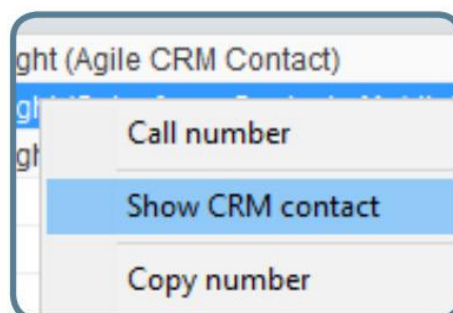 ght (Agile CRM Contact)
Call number
Show CRM contact
Copy number